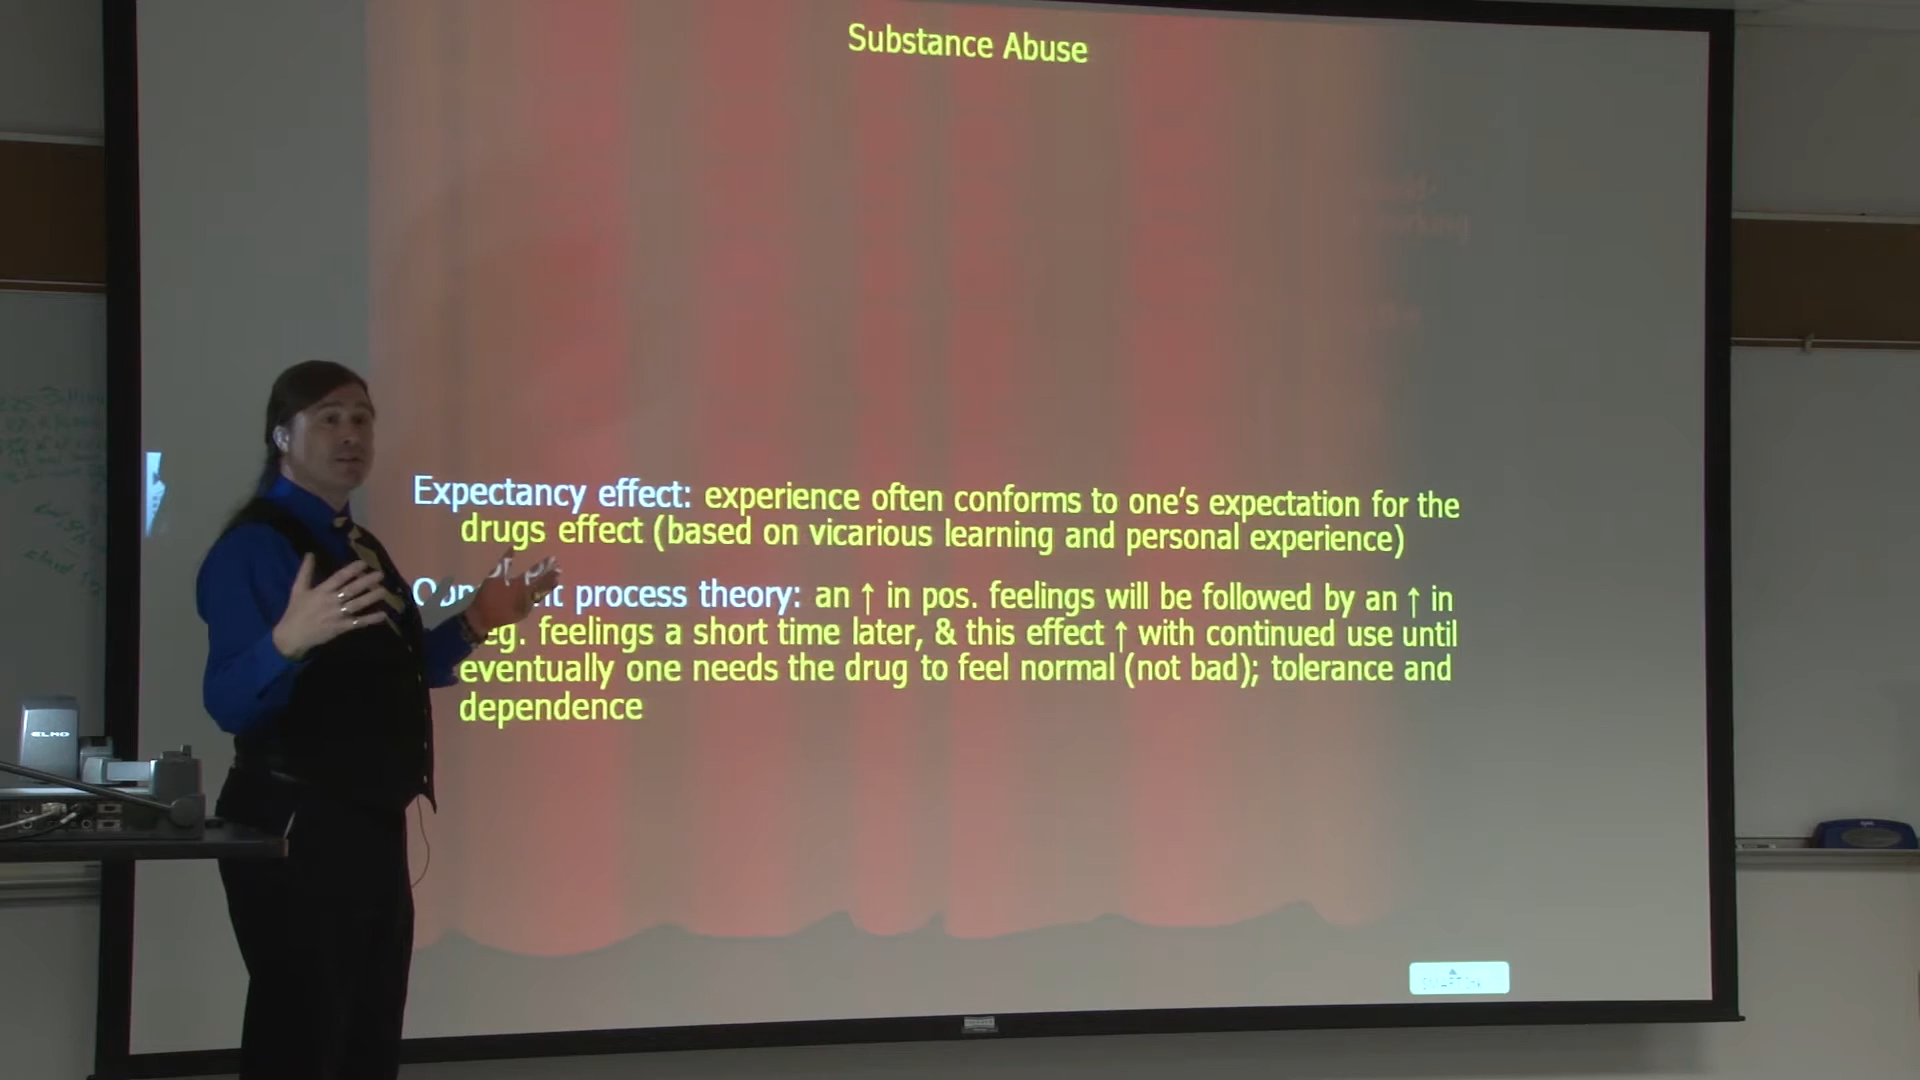 Substance Abuse
Expectancy effect: experience often conforms to one's expectation for the
drugs effect (based on vicarious learning and personal experience)
process theory: an ↑ in pos. feelings will be followed by an ↑ in
feelings a short time later, & this effect ↑ with continued use until
eventually one needs the drug to feel normal (not bad); tolerance and
dependence
ELMO